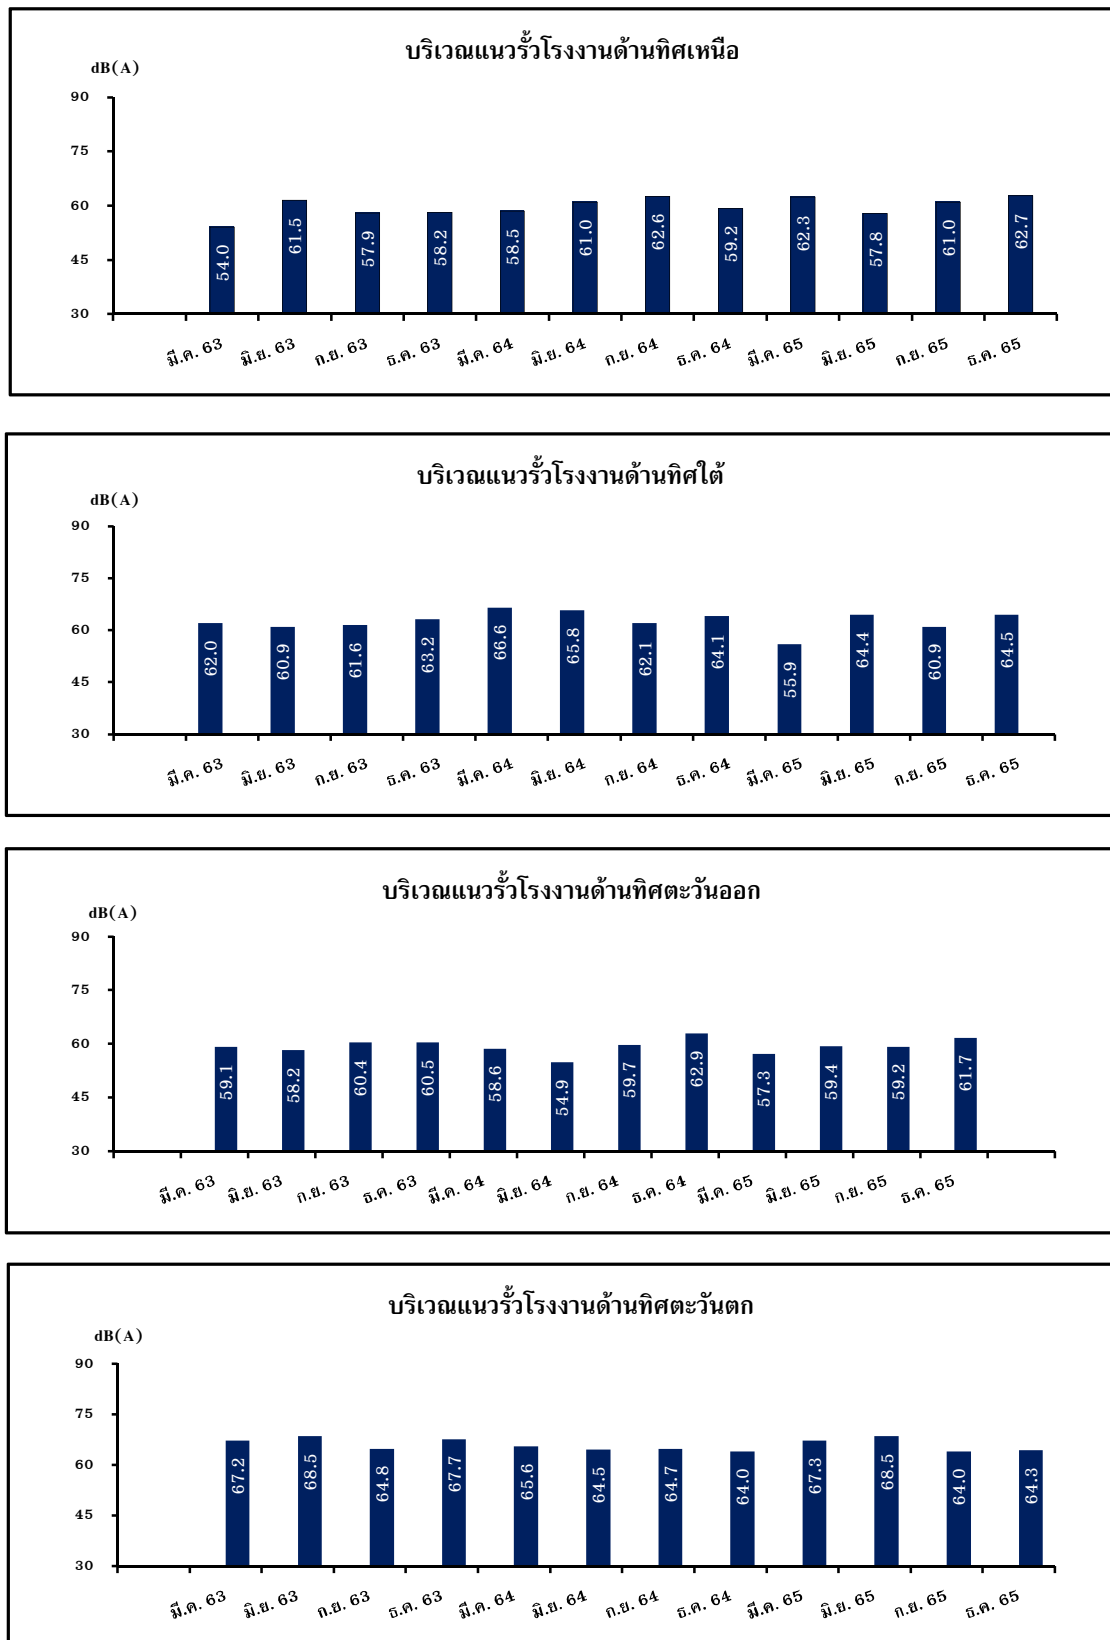 บริเวณแนวรั้วโรงงานด้านทิศเหนือ
dB(A)
90
75
60
45
30
54.0 61.5 57.9 58.2 58.5 61.0 62.6 59.2 62.3 57.8 61.0 62.7
มี.ค. 63 มิ.ย. 63 ก.ย. 63 ธ.ค. 63 มี.ค. 64 มิ.ย. 64 ก.ย. 64 ธ.ค. 64 มี.ค. 65 มิ.ย. 65 ก.ย. 65 ธ.ค. 65
บริเวณแนวรั้วโรงงานด้านทิศใต้
dB(A)
90
75
60
45
30
62.0 60.9 61.6 63.2 66.6 65.8 62.1 64.1 55.9 64.4 60.9 64.5
มี.ค. 63 มิ.ย. 63 ก.ย. 63 ธ.ค. 63 มี.ค. 64 มิ.ย. 64 ก.ย. 64 ธ.ค. 64 มี.ค. 65 มิ.ย. 65 ก.ย. 65 ธ.ค. 65
บริเวณแนวรั้วโรงงานด้านทิศตะวันออก
dB(A)
90
75
60
45
30
59.1 58.2 60.4 60.5 58.6 54.9 59.7 62.9 57.3 59.4 59.2 61.7
มี.ค. 63 มิ.ย. 63 ก.ย. 63 ธ.ค. 63 มี.ค. 64 มิ.ย. 64 ก.ย. 64 ธ.ค. 64 มี.ค. 65 มิ.ย. 65 ก.ย. 65 ธ.ค. 65
บริเวณแนวรั้วโรงงานด้านทิศตะวันตก
dB(A)
90
75
60
45
30
67.2 68.5 64.8 67.7 65.6 64.5 64.7 64.0 67.3 68.5 64.0 64.3
มี.ค. 63 มิ.ย. 63 ก.ย. 63 ธ.ค. 63 มี.ค. 64 มิ.ย. 64 ก.ย. 64 ธ.ค. 64 มี.ค. 65 มิ.ย. 65 ก.ย. 65 ธ.ค. 65